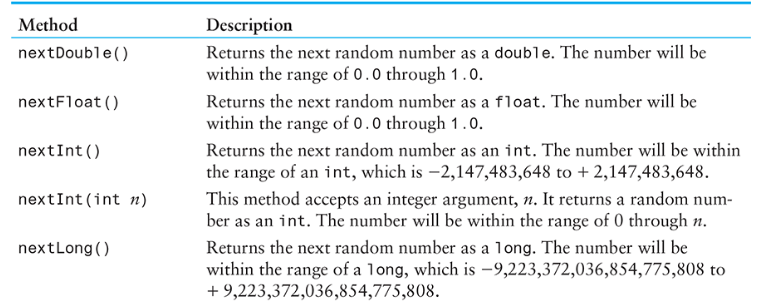 Method Description
nextDouble() Returns the next random number as a double. The number will be
within the range of 0.0 through 1.0.
nextFloat() Returns the next random number as a float. The number will be
within the range of 0.0 through 1.0.
nextInt() Returns the next random number as an int. The number will be within
the range of an int, which is −2,147,483,648 to + 2,147,483,648.
nextInt(int n) This method accepts an integer argument, n. It returns a random num-
ber as an int. The number will be within the range of 0 through n.
nextLong() Returns the next random number as a long. The number will be
within the range of a long, which is −9,223,372,036,854,775,808 to
+ 9,223,372,036,854,775,808.